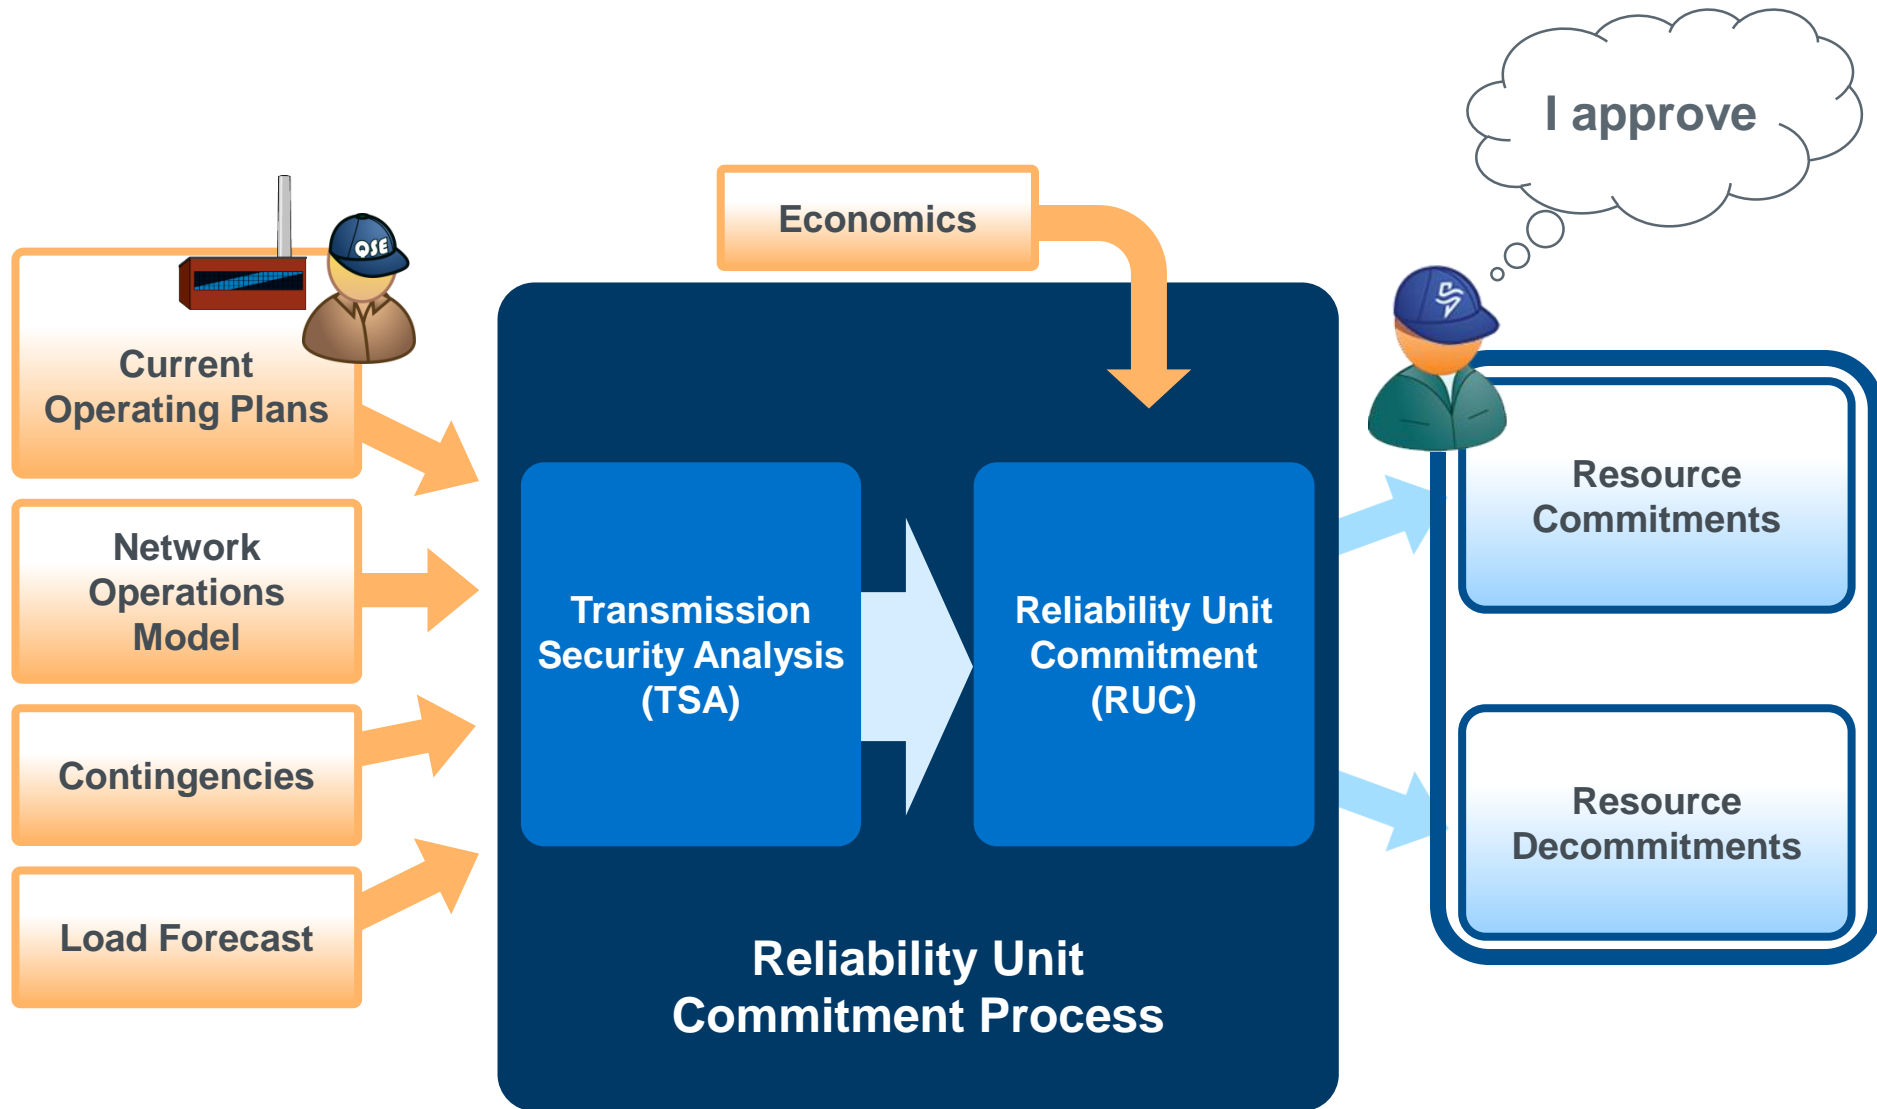 I approve
Economics
QSE
Current
Operating Plans
Network
Operations
Model
Contingencies
Load Forecast
Transmission
Security Analysis
(TSA)
Reliability Unit
Commitment
(RUC)
Reliability Unit
Commitment Process
Resource
Commitments
Resource
Decommitments